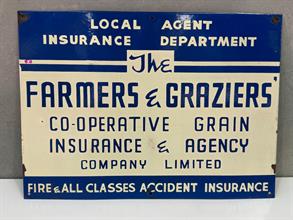 LOCAL AGENT
INSURANCE DEPARTMENT
The
FARMERS & GRAZIERS'
CO-OPERATIVE GRAIN
INSURANCE & AGENCY
COMPANY LIMITED
FIRE & ALL CLASSES ACCIDENT INSURANCE